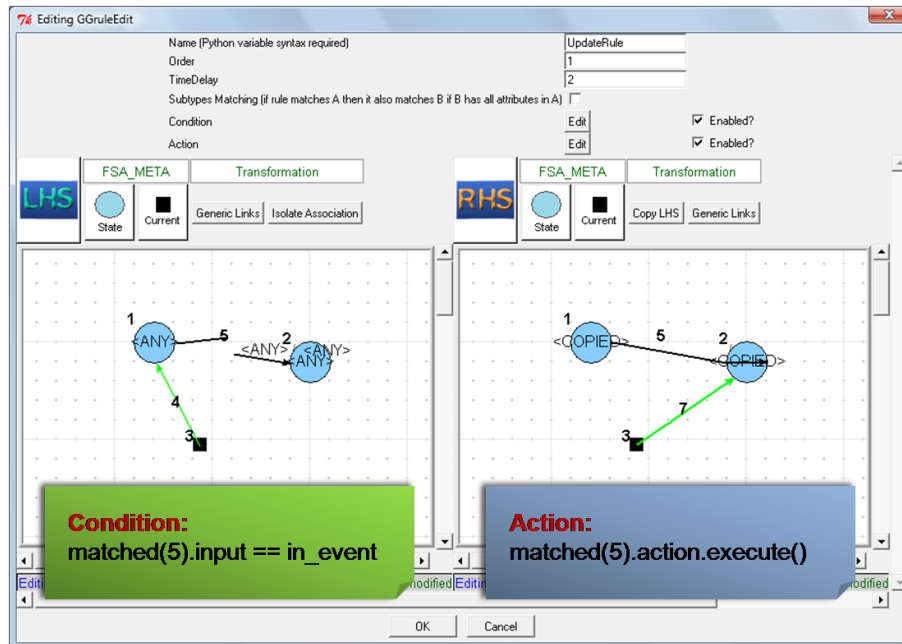 Editing GGruleEdit
Name (Python variable syntax required) UpdateRule
Order 1
TimeDelay 2
Subtypes Matching (if rule matches A then it also matches B if B has all attributes in A)
Condition Edit Enabled?
Action Edit Enabled?
LHS FSA_META Transformation
State Current Generic Links Isolate Association
RHS FSA_META Transformation
State Current Copy LHS Generic Links
1 5 2
<ANY> <ANY> <ANY>
<ANY>
4
3
1 5 2
<COPIED> <COPIED>
7
3
Condition:
matched(5).input == in_event
Action:
matched(5).action.execute()
OK Cancel